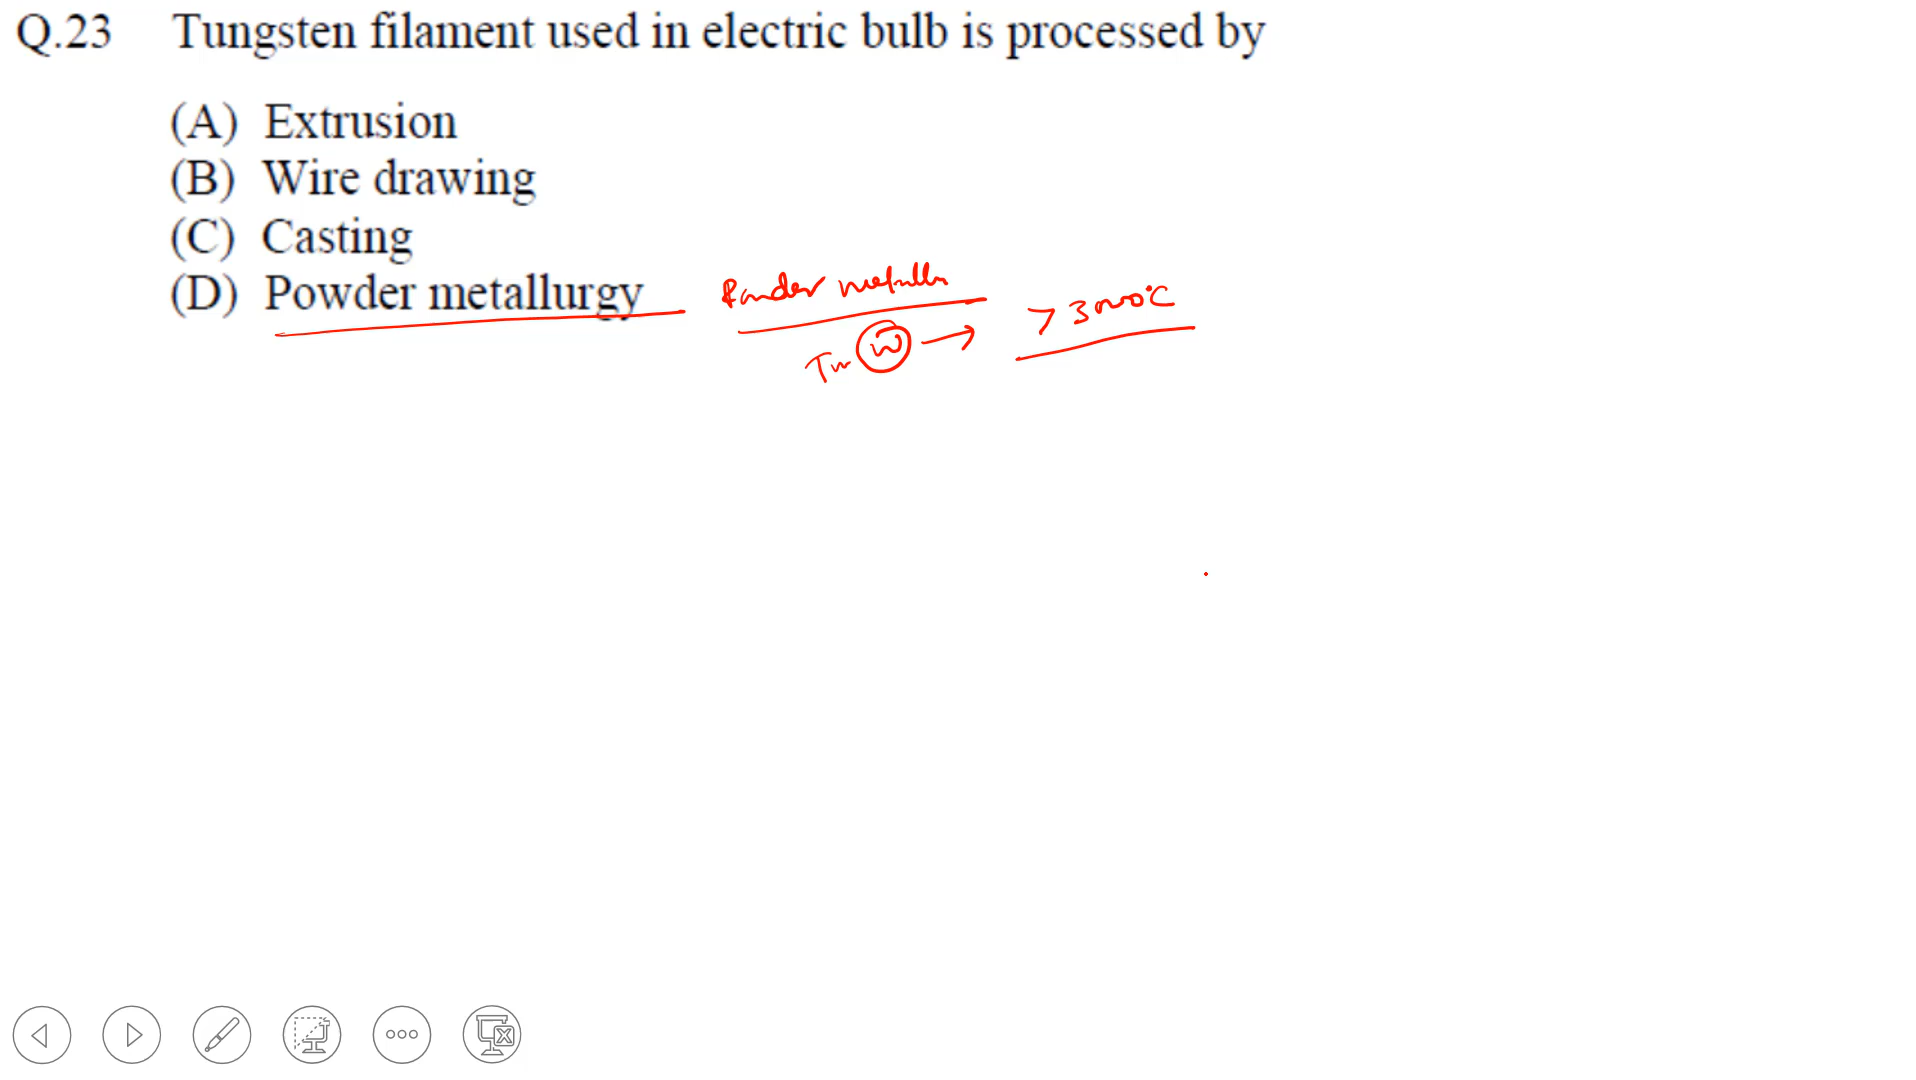 Q.23 Tungsten filament used in electric bulb is processed by
(A) Extrusion
(B) Wire drawing
(C) Casting
(D) Powder metallurgy
Powder metallu
Tm W → > 3000°C